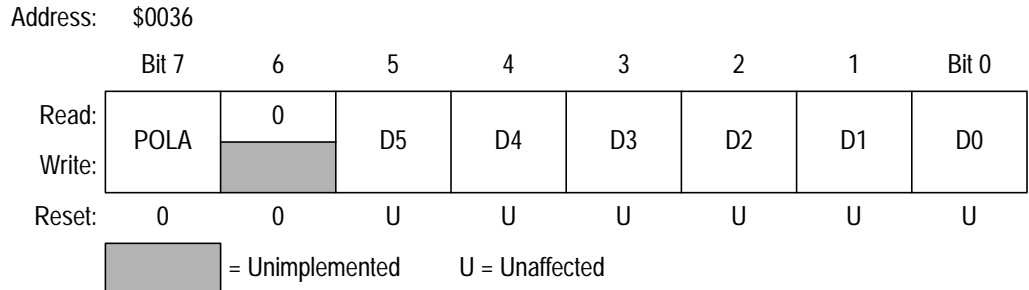 Address: $0036
Bit 7 6 5 4 3 2 1 Bit 0
Read: POLA 0 D5 D4 D3 D2 D1 D0
Write:
Reset: 0 0 U U U U U U
= Unimplemented U = Unaffected